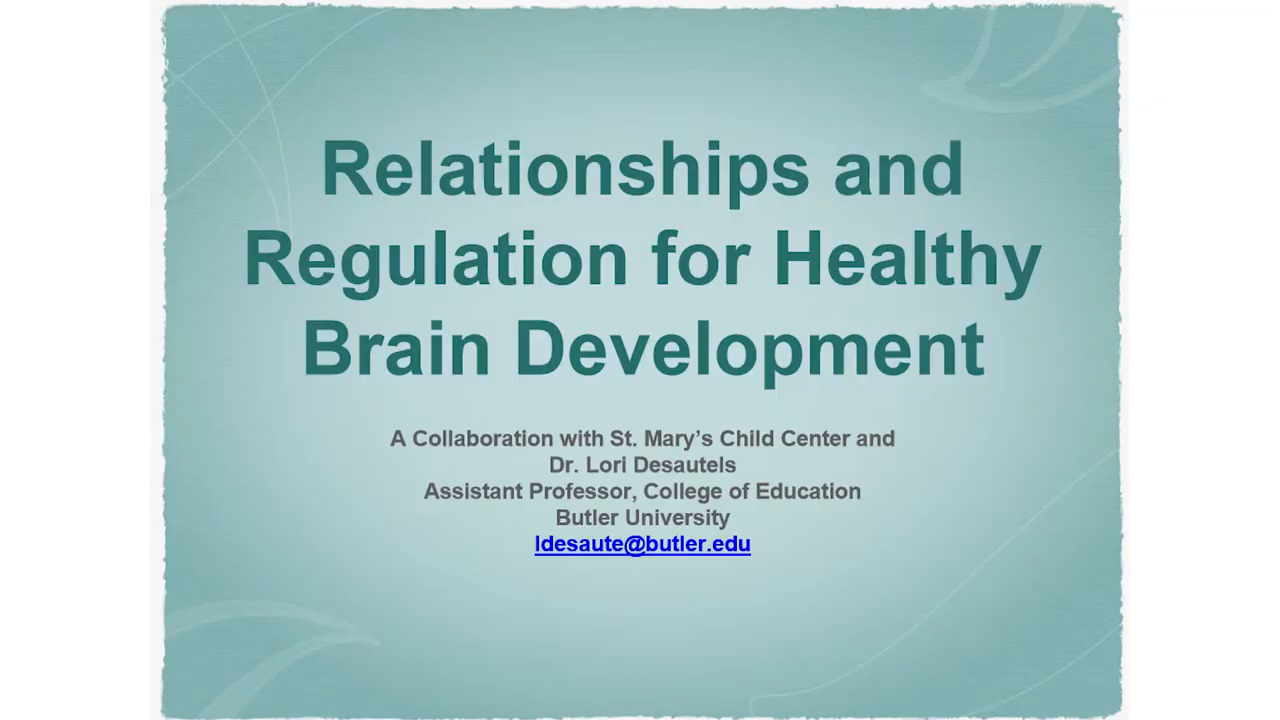 Relationships and
Regulation for Healthy
Brain Development
A Collaboration with St. Mary’s Child Center and
Dr. Lori Desautels
Assistant Professor, College of Education
Butler University
ldesaute@butler.edu